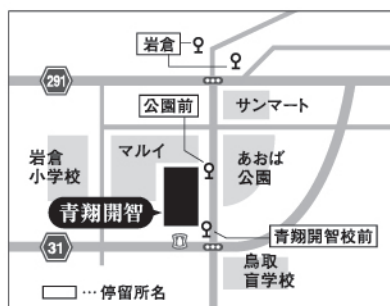 岩倉
291
公園前
サンマート
岩倉
小学校
マルイ
あおば
公園
青翔開智
青翔開智校前
31
鳥取
盲学校
…停留所名